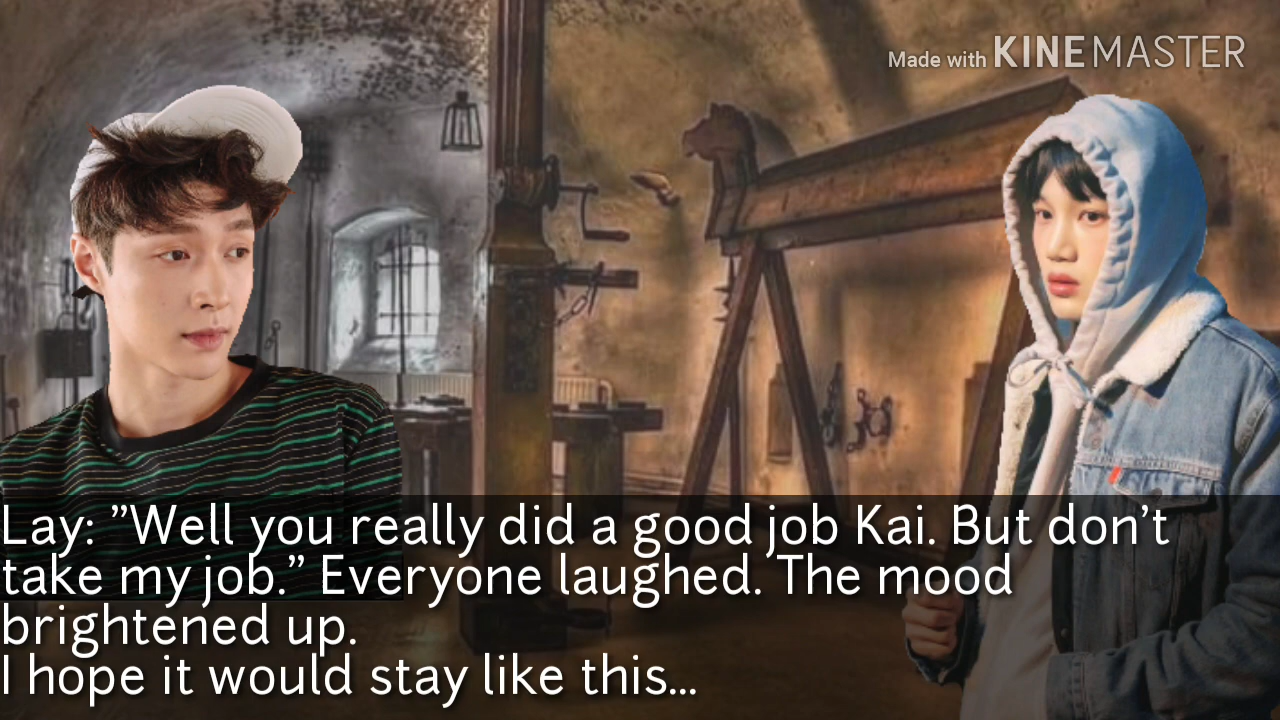 Made with KINEMASTER
Lay: ”Well you really did a good job Kai. But don’t
take my job.” Everyone laughed. The mood
brightened up.
I hope it would stay like this...